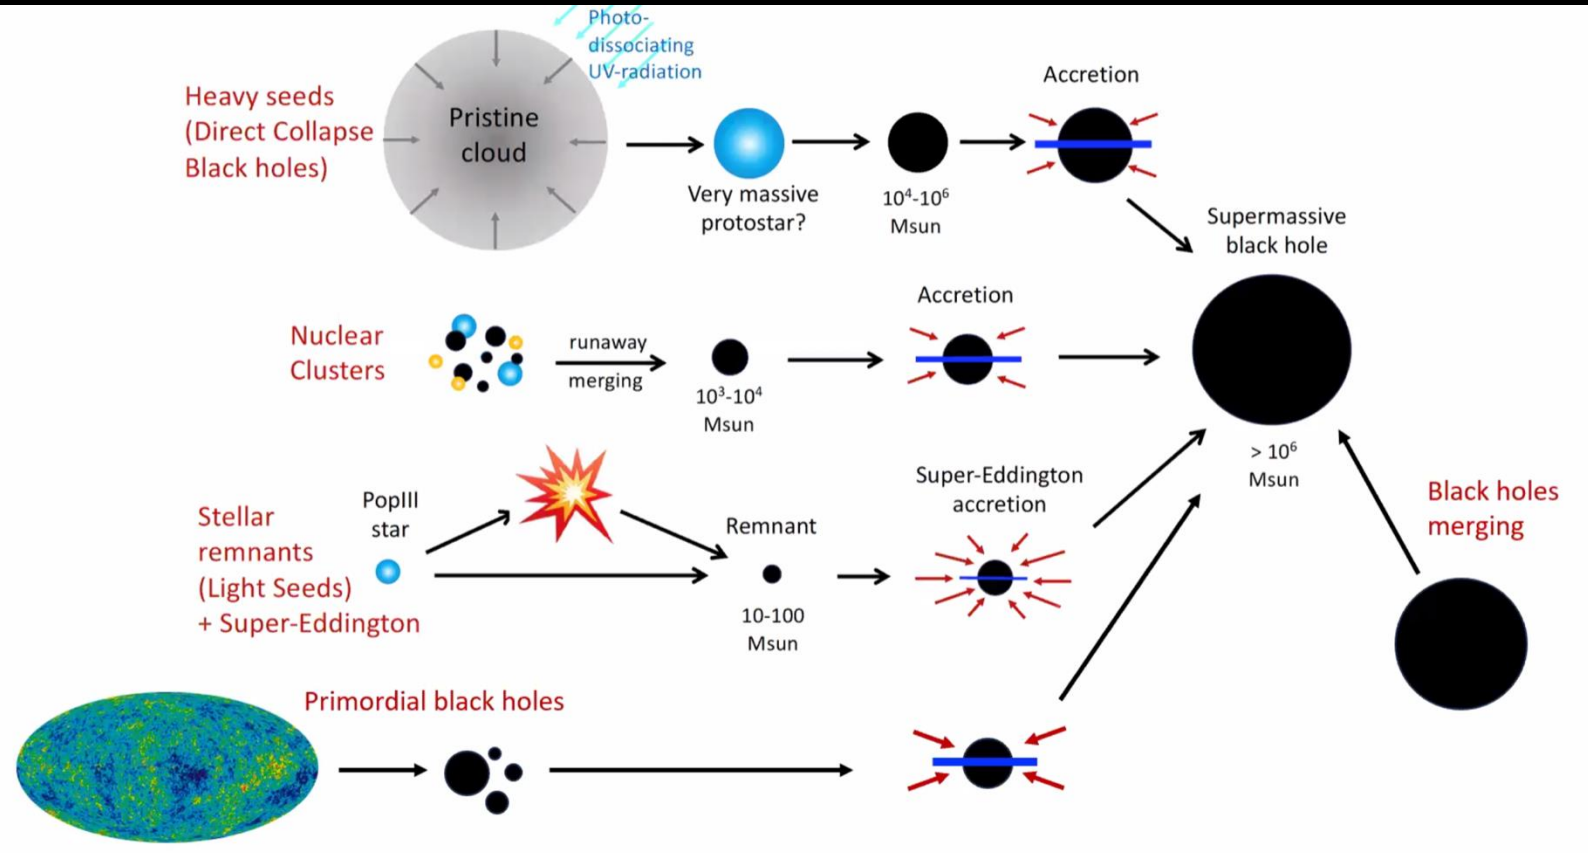 Photo-
dissociating
UV-radiation
Heavy seeds
(Direct Collapse
Black holes)
Pristine
cloud
Very massive
protostar?
10⁴-10⁶
Msun
Accretion
Supermassive
black hole
> 10⁶
Msun
Nuclear
Clusters
runaway
merging
10³-10⁴
Msun
Accretion
Stellar
remnants
(Light Seeds)
+ Super-Eddington
PopIII
star
Remnant
10-100
Msun
Super-Eddington
accretion
Black holes
merging
Primordial black holes